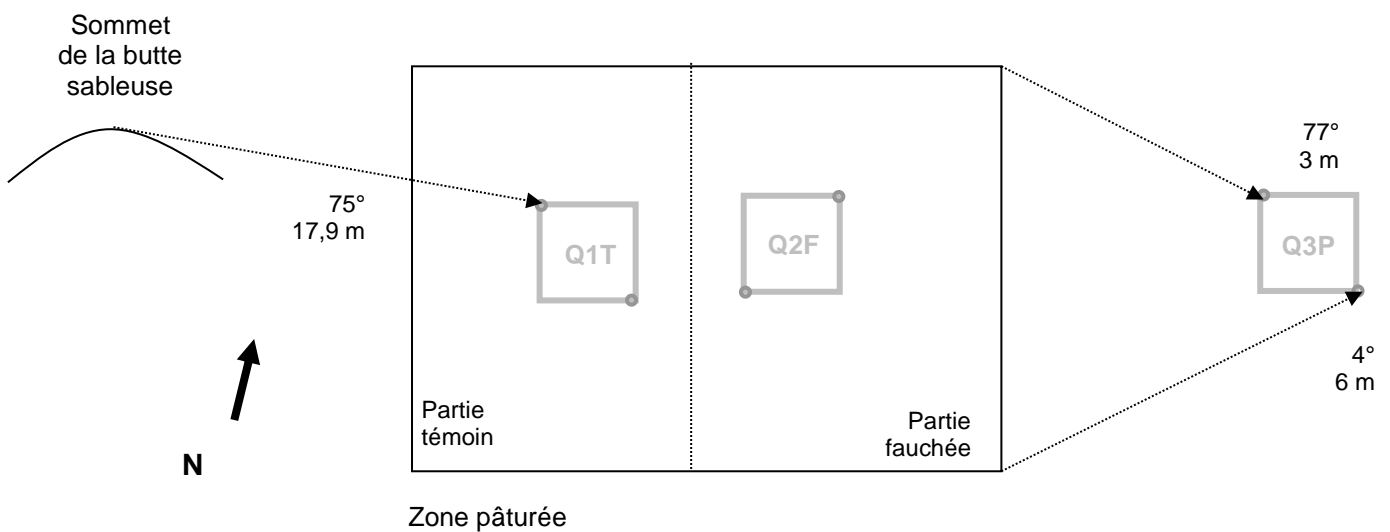 Sommet
de la butte
sableuse
75°
17,9 m
N
Q1T
Q2F
Partie
témoin
Partie
fauchée
Zone pâturée
77°
3 m
Q3P
4°
6 m